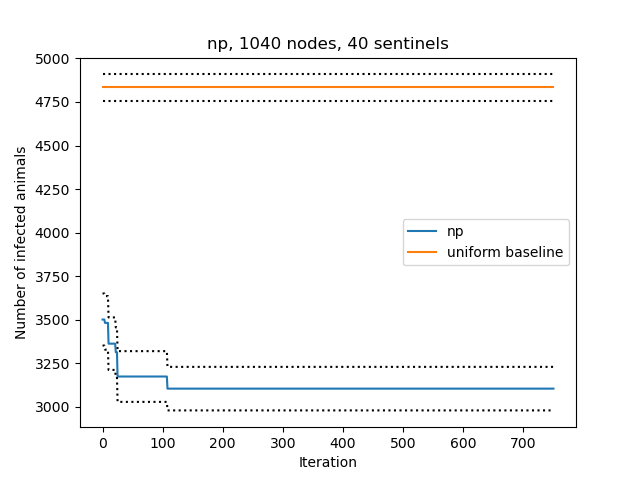 np, 1040 nodes, 40 sentinels
Number of infected animals
5000
4750
4500
4250
4000
3750
3500
3250
3000
np
uniform baseline
0 100 200 300 400 500 600 700
Iteration